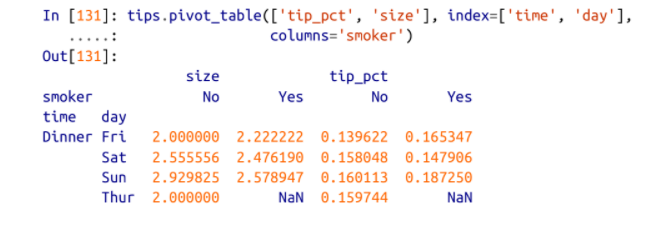 In [131]: tips.pivot_table(['tip_pct', 'size'], index=['time', 'day'],
.....: columns='smoker')
Out[131]:
size tip_pct
smoker No Yes No Yes
time day
Dinner Fri 2.000000 2.222222 0.139622 0.165347
Sat 2.555556 2.476190 0.158048 0.147906
Sun 2.929825 2.578947 0.160113 0.187250
Thur 2.000000 NaN 0.159744 NaN